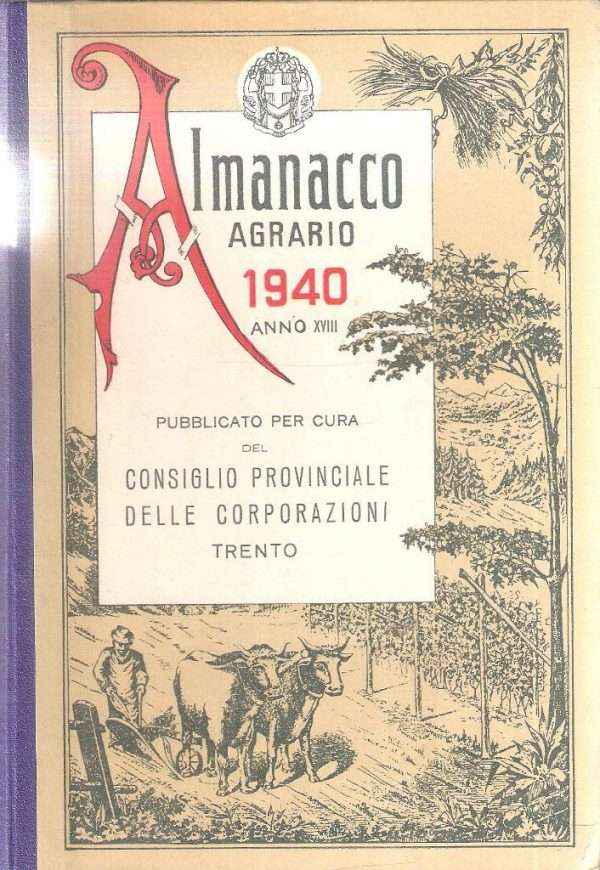 Almanacco
AGRARIO
1940
ANNO XVIII
PUBBLICATO PER CURA
DEL
CONSIGLIO PROVINCIALE
DELLE CORPORAZIONI
TRENTO